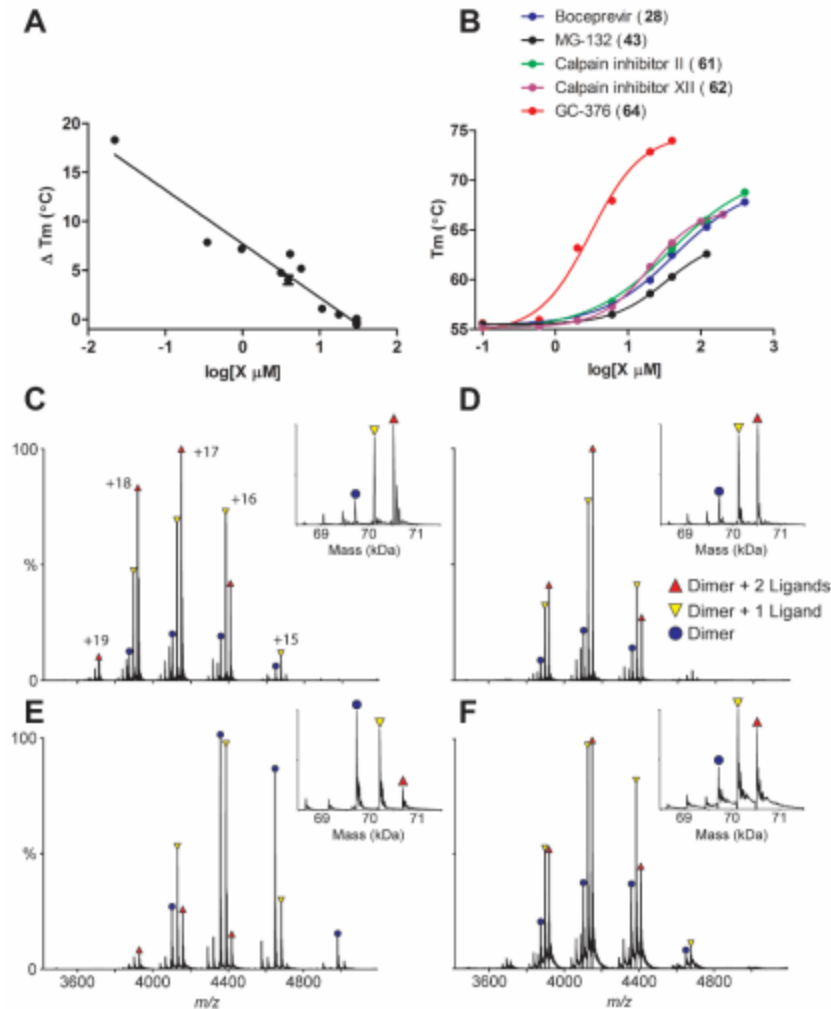 A
Δ Tm (°C)
20
15
10
5
0
-2
-1
0
1
2
log[X μM]
B
Boceprevir (28)
MG-132 (43)
Calpain inhibitor II ( 61)
Calpain inhibitor XII ( 62)
GC-376 (64)
Tm (°C)
75
70
65
60
55
-1
0
1
2
3
log[X μM]
C
100
%
0
+19
+18
+17
+16
+15
69 70 71
Mass (kDa)
D
69 70 71
Mass (kDa)
Dimer + 2 Ligands
Dimer + 1 Ligand
Dimer
E
100
%
0
69 70 71
Mass (kDa)
3600 4000 4400 4800
m/z
F
69 70 71
Mass (kDa)
3600 4000 4400 4800
m/z